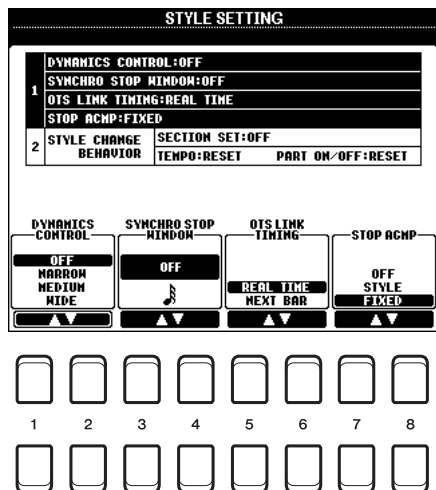 STYLE SETTING
1
DYNAMICS CONTROL:OFF
SYNCHRO STOP WINDOW:OFF
OTS LINK TIMING:REAL TIME
STOP ACMP:FIXED
2
STYLE CHANGE BEHAVIOR
SECTION SET:OFF
TEMPO:RESET PART ON/OFF:RESET
DYNAMICS CONTROL
OFF
NARROW
MEDIUM
WIDE
SYNCHRO STOP WINDOW
OFF
OTS LINK TIMING
REAL TIME
NEXT BAR
STOP ACMP
OFF
STYLE
FIXED
1 2 3 4 5 6 7 8